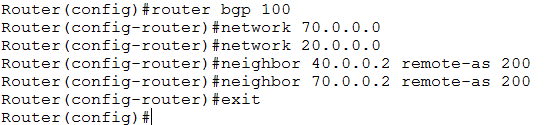 Router(config)#router bgp 100
Router(config-router)#network 70.0.0.0
Router(config-router)#network 20.0.0.0
Router(config-router)#neighbor 40.0.0.2 remote-as 200
Router(config-router)#neighbor 70.0.0.2 remote-as 200
Router(config-router)#exit
Router(config)#